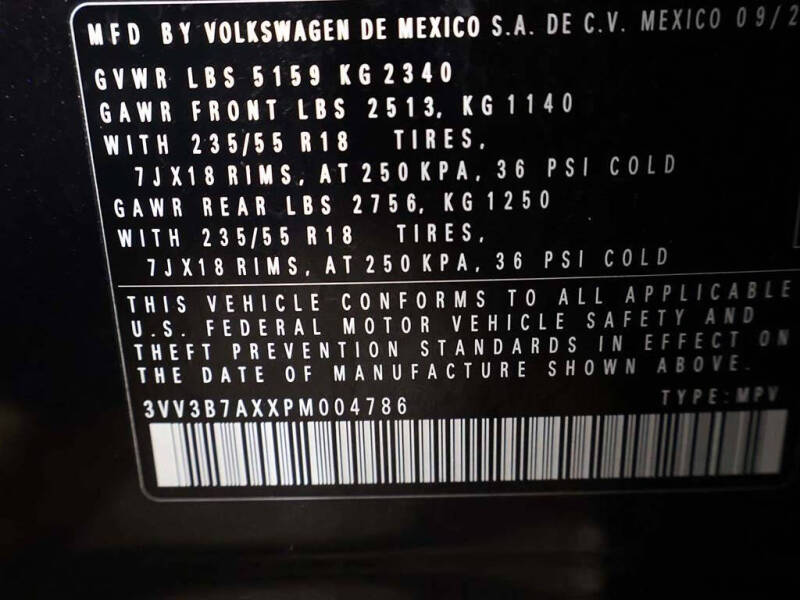 MFD BY VOLKSWAGEN DE MEXICO S.A. DE C.V. MEXICO 09/2
GVWR LBS 5159 KG 2340
GAWR FRONT LBS 2513, KG 1140
WITH 235/55 R18 TIRES,
7JX18 RIMS, AT 250 KPA, 36 PSI COLD
GAWR REAR LBS 2756, KG 1250
WITH 235/55 R18 TIRES,
7JX18 RIMS, AT 250 KPA, 36 PSI COLD
THIS VEHICLE CONFORMS TO ALL APPLICABLE
U.S. FEDERAL MOTOR VEHICLE SAFETY AND
THEFT PREVENTION STANDARDS IN EFFECT ON
THE DATE OF MANUFACTURE SHOWN ABOVE.
3VV3B7AXXPM004786 TYPE: MPV